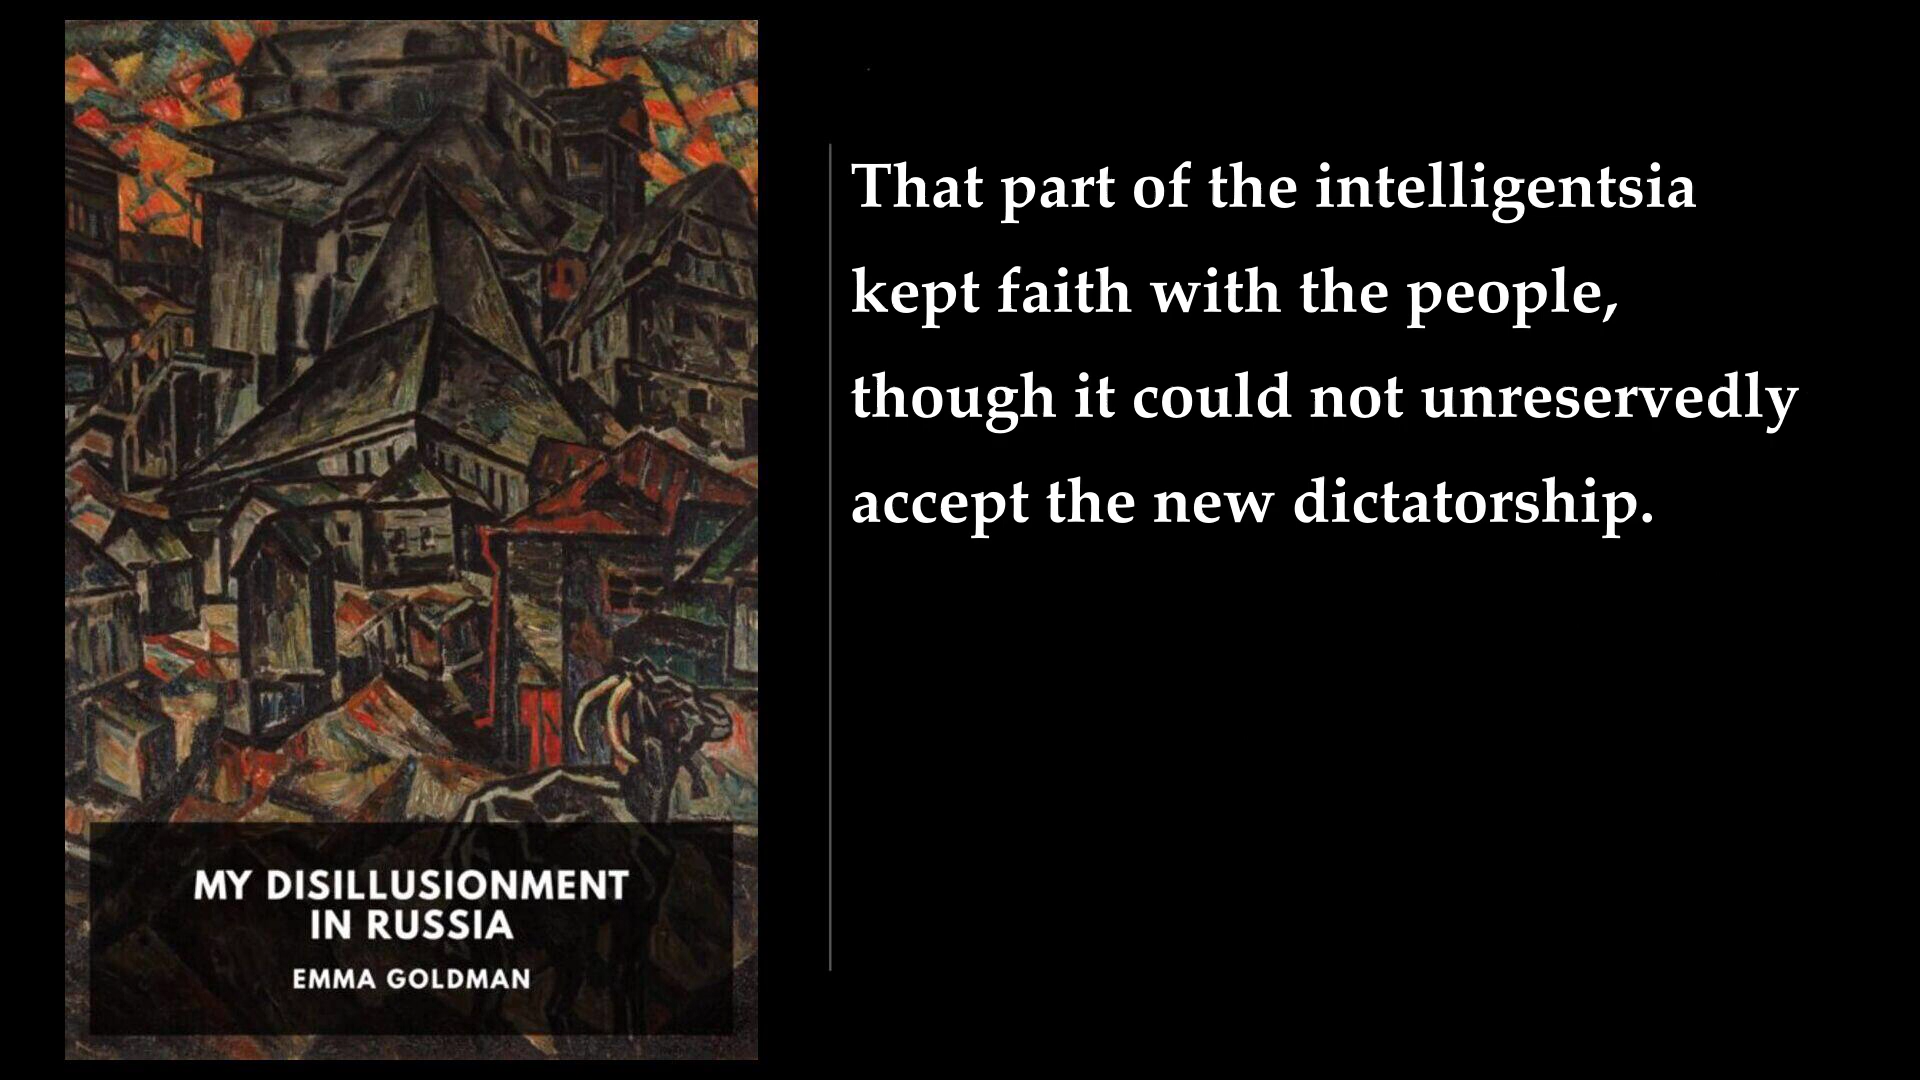 That part of the intelligentsia
kept faith with the people,
though it could not unreservedly
accept the new dictatorship.
MY DISILLUSIONMENT
IN RUSSIA
EMMA GOLDMAN